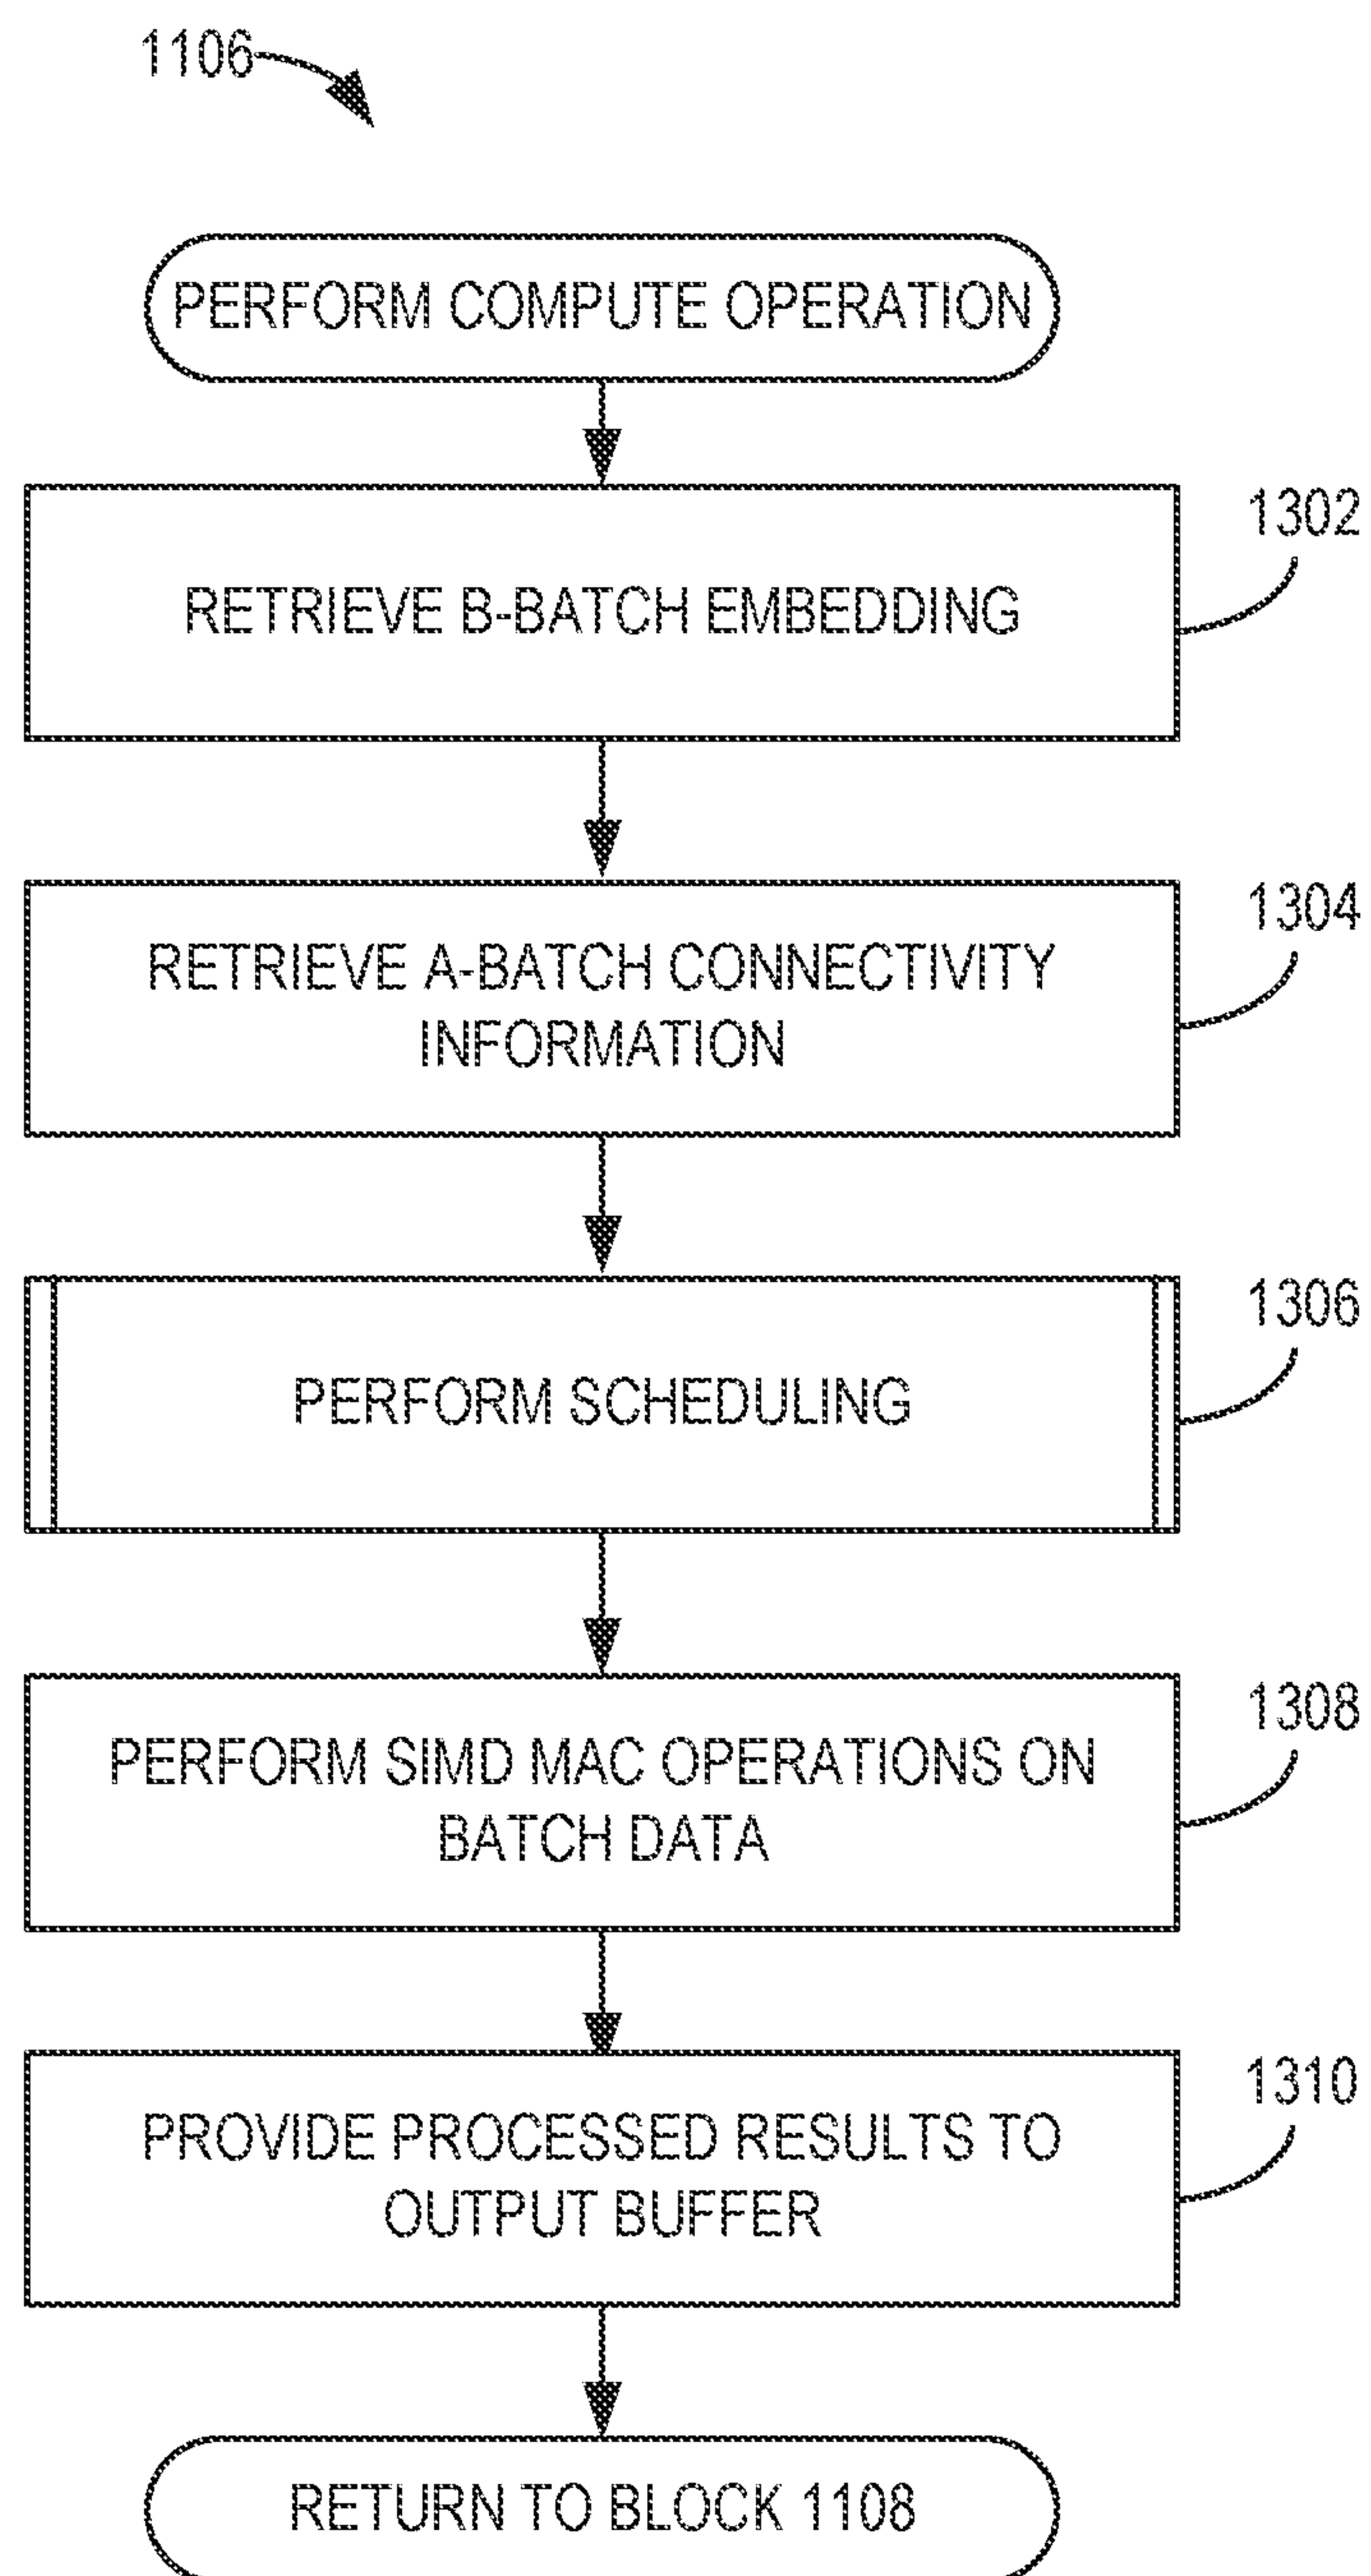 1106
PERFORM COMPUTE OPERATION
1302
RETRIEVE B-BATCH EMBEDDING
1304
RETRIEVE A-BATCH CONNECTIVITY
INFORMATION
1306
PERFORM SCHEDULING
1308
PERFORM SIMD MAC OPERATIONS ON
BATCH DATA
1310
PROVIDE PROCESSED RESULTS TO
OUTPUT BUFFER
RETURN TO BLOCK 1108